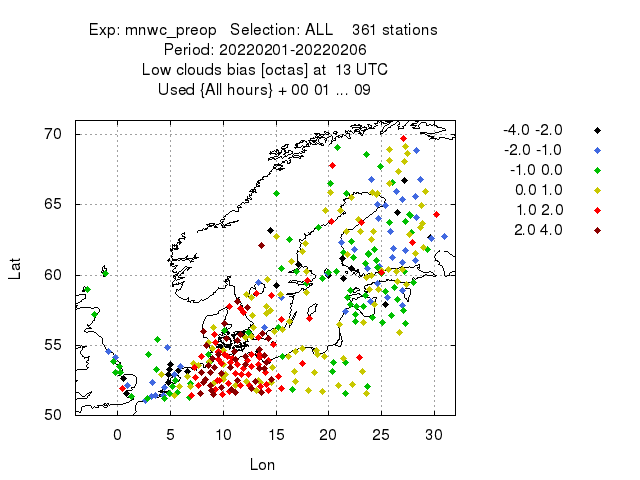 Exp: mnwc_preop   Selection: ALL    361 stations
Period: 20220201-20220206
Low clouds bias [octas] at  13 UTC
Used {All hours} + 00 01 ... 09
-4.0 -2.0
-2.0 -1.0
-1.0 0.0
0.0 1.0
1.0 2.0
2.0 4.0
70
65
60
55
50
Lat
0 5 10 15 20 25 30
Lon